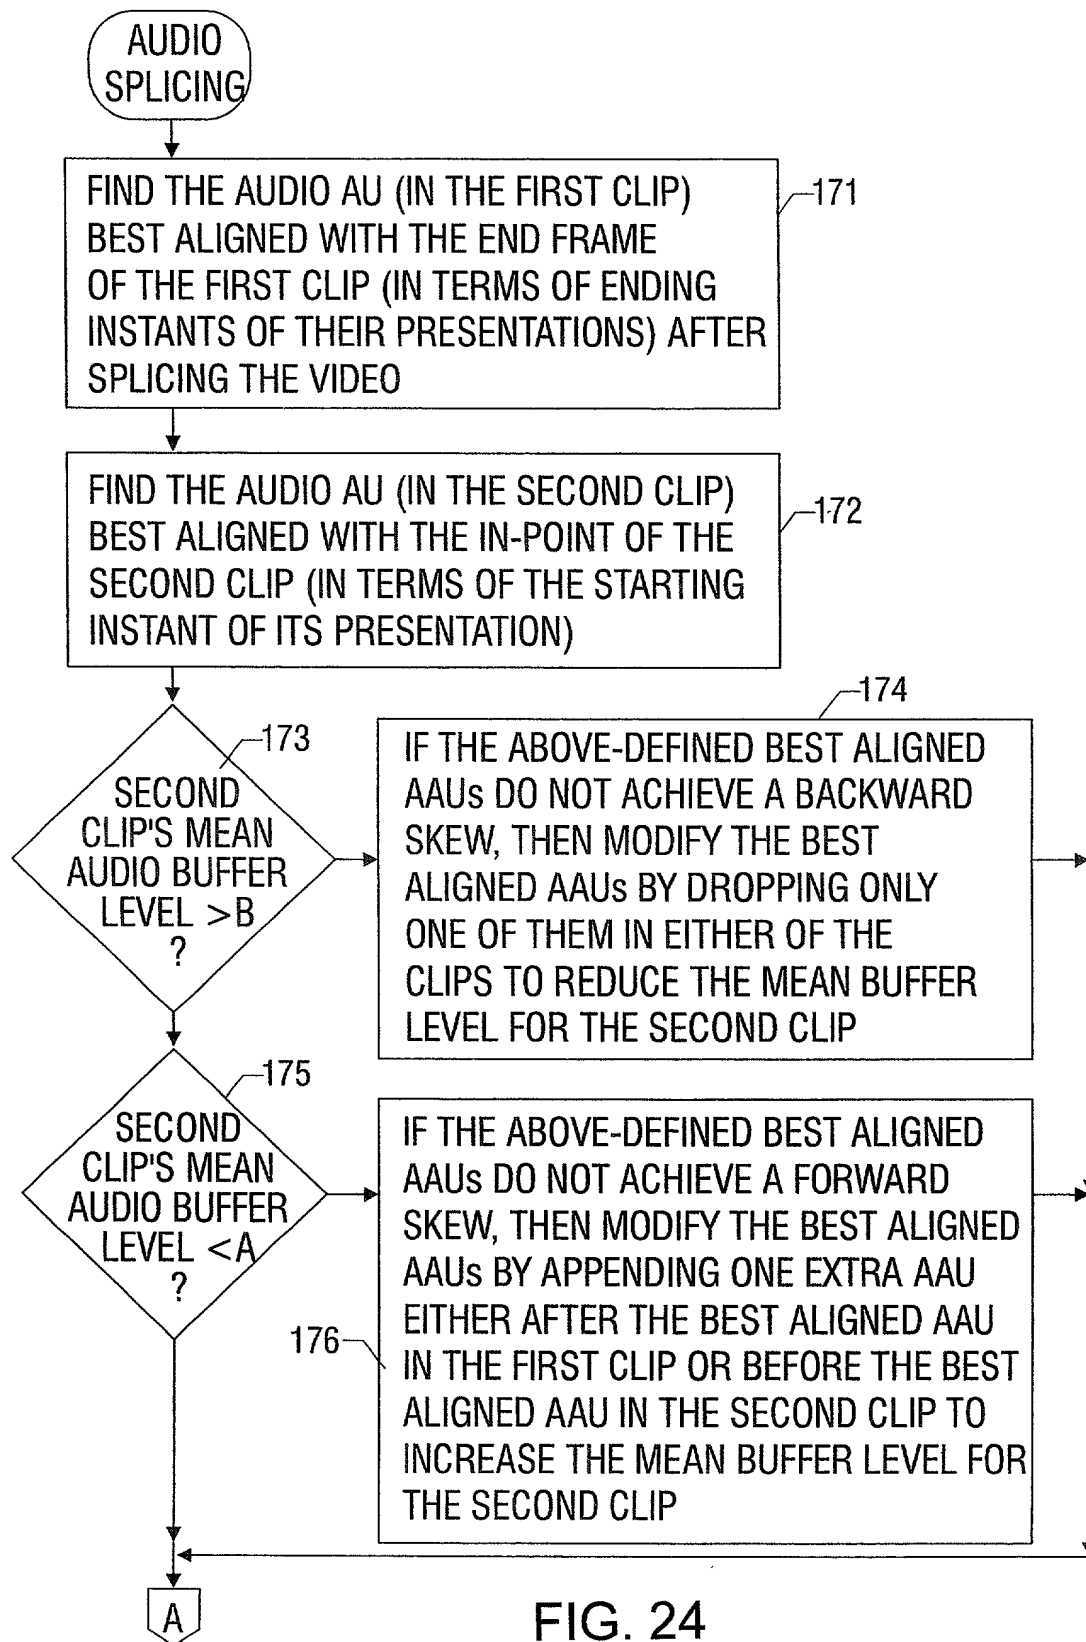 AUDIO
SPLICING
FIND THE AUDIO AU (IN THE FIRST CLIP)
BEST ALIGNED WITH THE END FRAME
OF THE FIRST CLIP (IN TERMS OF ENDING
INSTANTS OF THEIR PRESENTATIONS) AFTER
SPLICING THE VIDEO
171
FIND THE AUDIO AU (IN THE SECOND CLIP)
BEST ALIGNED WITH THE IN-POINT OF THE
SECOND CLIP (IN TERMS OF THE STARTING
INSTANT OF ITS PRESENTATION)
172
173
SECOND
CLIP'S MEAN
AUDIO BUFFER
LEVEL >B
?
174
IF THE ABOVE-DEFINED BEST ALIGNED
AAUs DO NOT ACHIEVE A BACKWARD
SKEW, THEN MODIFY THE BEST
ALIGNED AAUs BY DROPPING ONLY
ONE OF THEM IN EITHER OF THE
CLIPS TO REDUCE THE MEAN BUFFER
LEVEL FOR THE SECOND CLIP
175
SECOND
CLIP'S MEAN
AUDIO BUFFER
LEVEL <A
?
IF THE ABOVE-DEFINED BEST ALIGNED
AAUs DO NOT ACHIEVE A FORWARD
SKEW, THEN MODIFY THE BEST ALIGNED
AAUs BY APPENDING ONE EXTRA AAU
EITHER AFTER THE BEST ALIGNED AAU
IN THE FIRST CLIP OR BEFORE THE BEST
ALIGNED AAU IN THE SECOND CLIP TO
INCREASE THE MEAN BUFFER LEVEL FOR
THE SECOND CLIP
176
A
FIG. 24